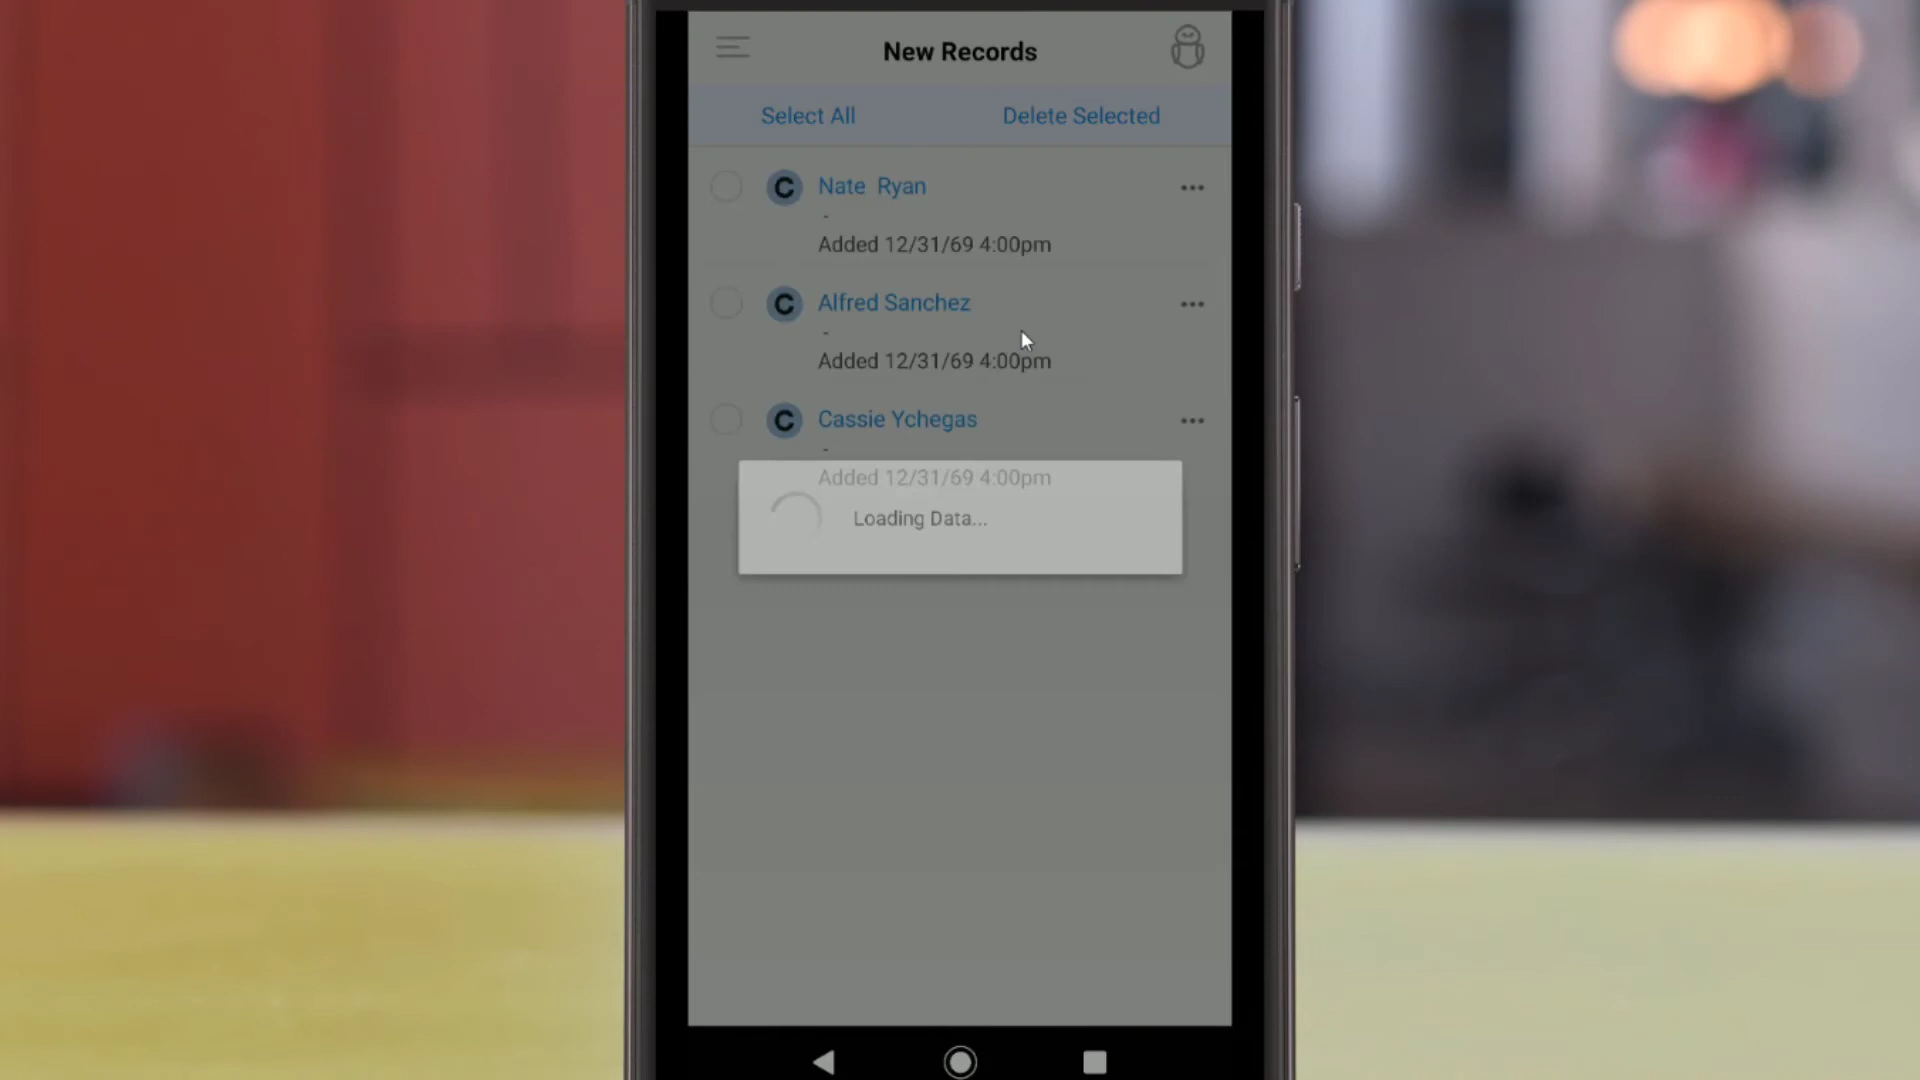 New Records
Select All Delete Selected
C Nate Ryan
-
Added 12/31/69 4:00pm
C Alfred Sanchez
-
Added 12/31/69 4:00pm
C Cassie Ychegas
-
Added 12/31/69 4:00pm
Loading Data...